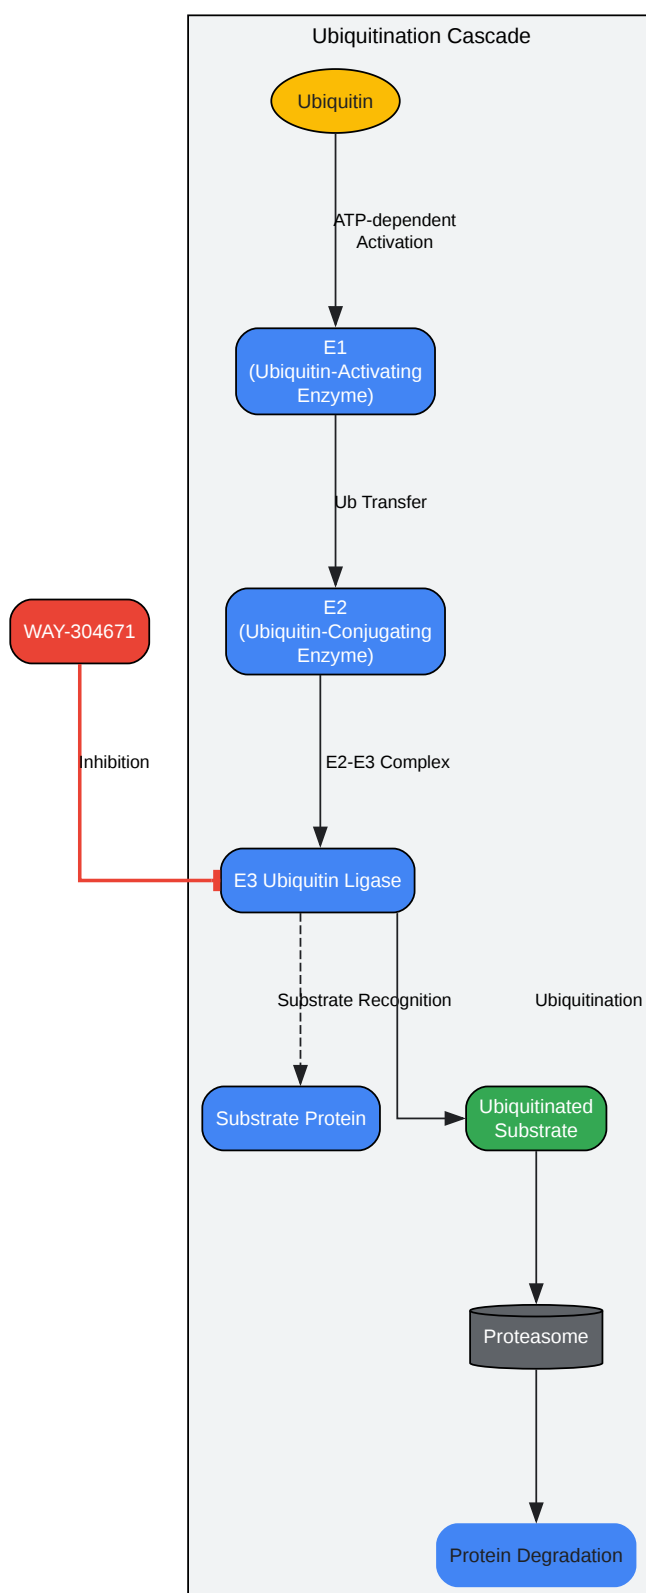 Ubiquitination Cascade
Ubiquitin
ATP-dependent
Activation
E1
(Ubiquitin-Activating
Enzyme)
Ub Transfer
E2
(Ubiquitin-Conjugating
Enzyme)
WAY-304671
Inhibition
E2-E3 Complex
E3 Ubiquitin Ligase
Substrate Recognition
Ubiquitination
Substrate Protein
Ubiquitinated
Substrate
Proteasome
Protein Degradation